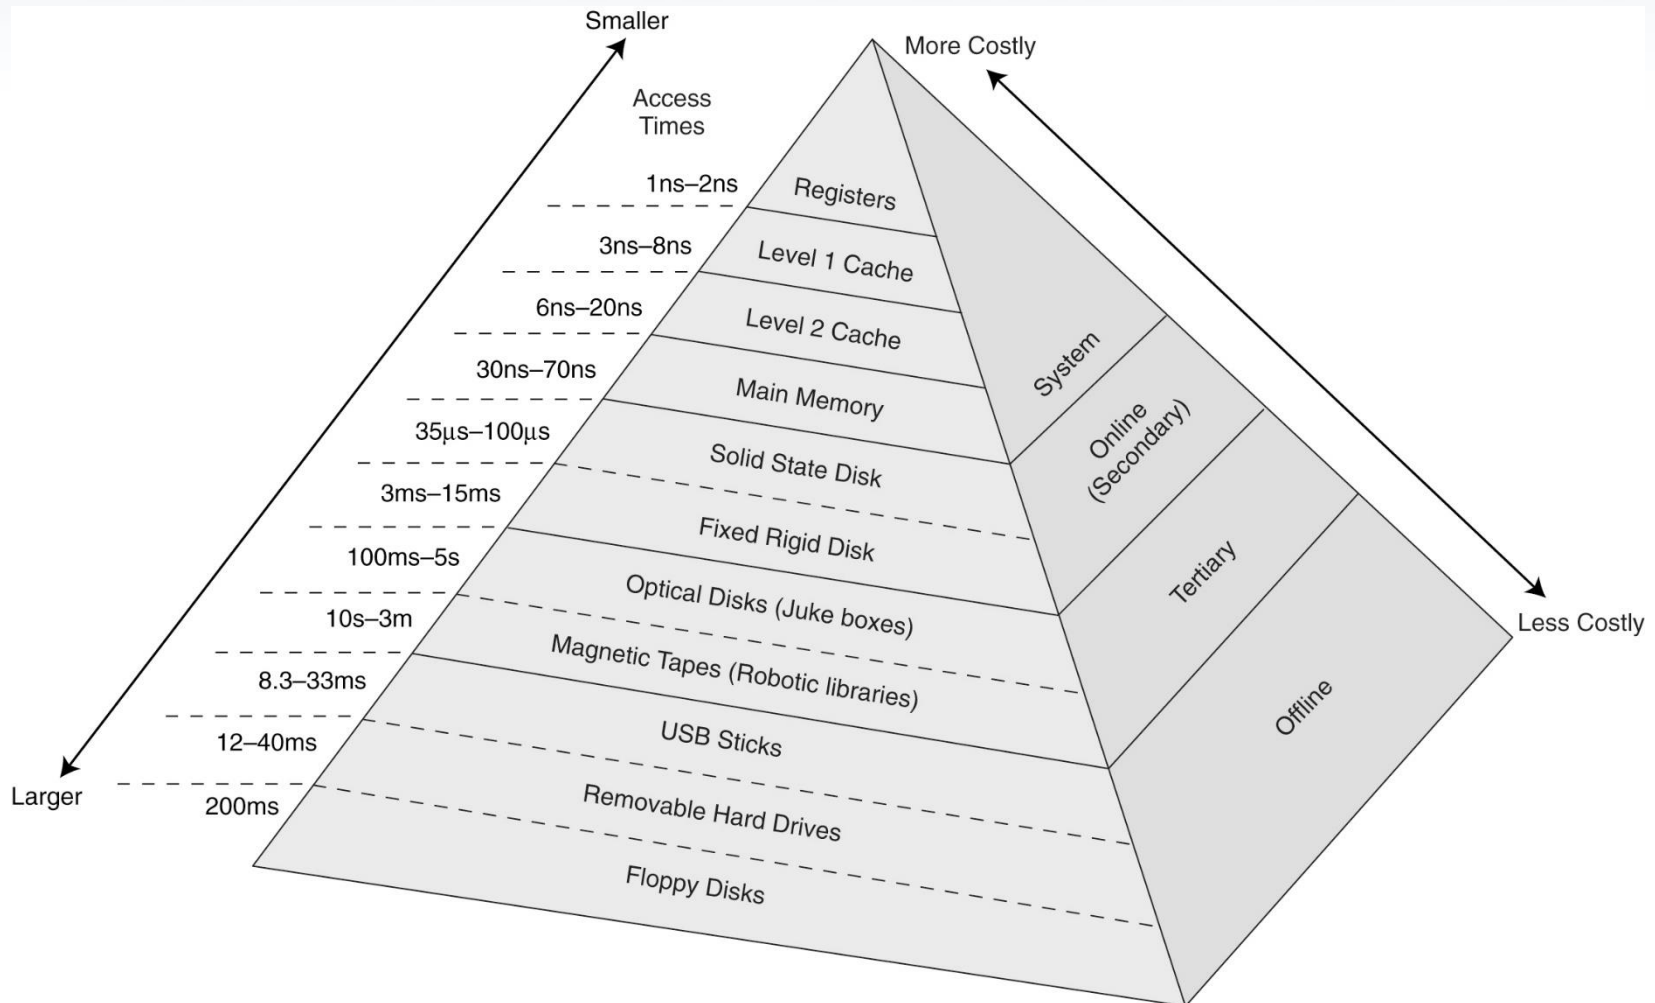 Smaller
More Costly
Access
Times
1ns–2ns
Registers
3ns–8ns
Level 1 Cache
6ns–20ns
Level 2 Cache
30ns–70ns
Main Memory
System
35µs–100µs
Solid State Disk
Online
(Secondary)
3ms–15ms
Fixed Rigid Disk
100ms–5s
Optical Disks (Juke boxes)
Tertiary
10s–3m
Magnetic Tapes (Robotic libraries)
Less Costly
8.3–33ms
USB Sticks
Offline
12–40ms
Removable Hard Drives
Larger
200ms
Floppy Disks